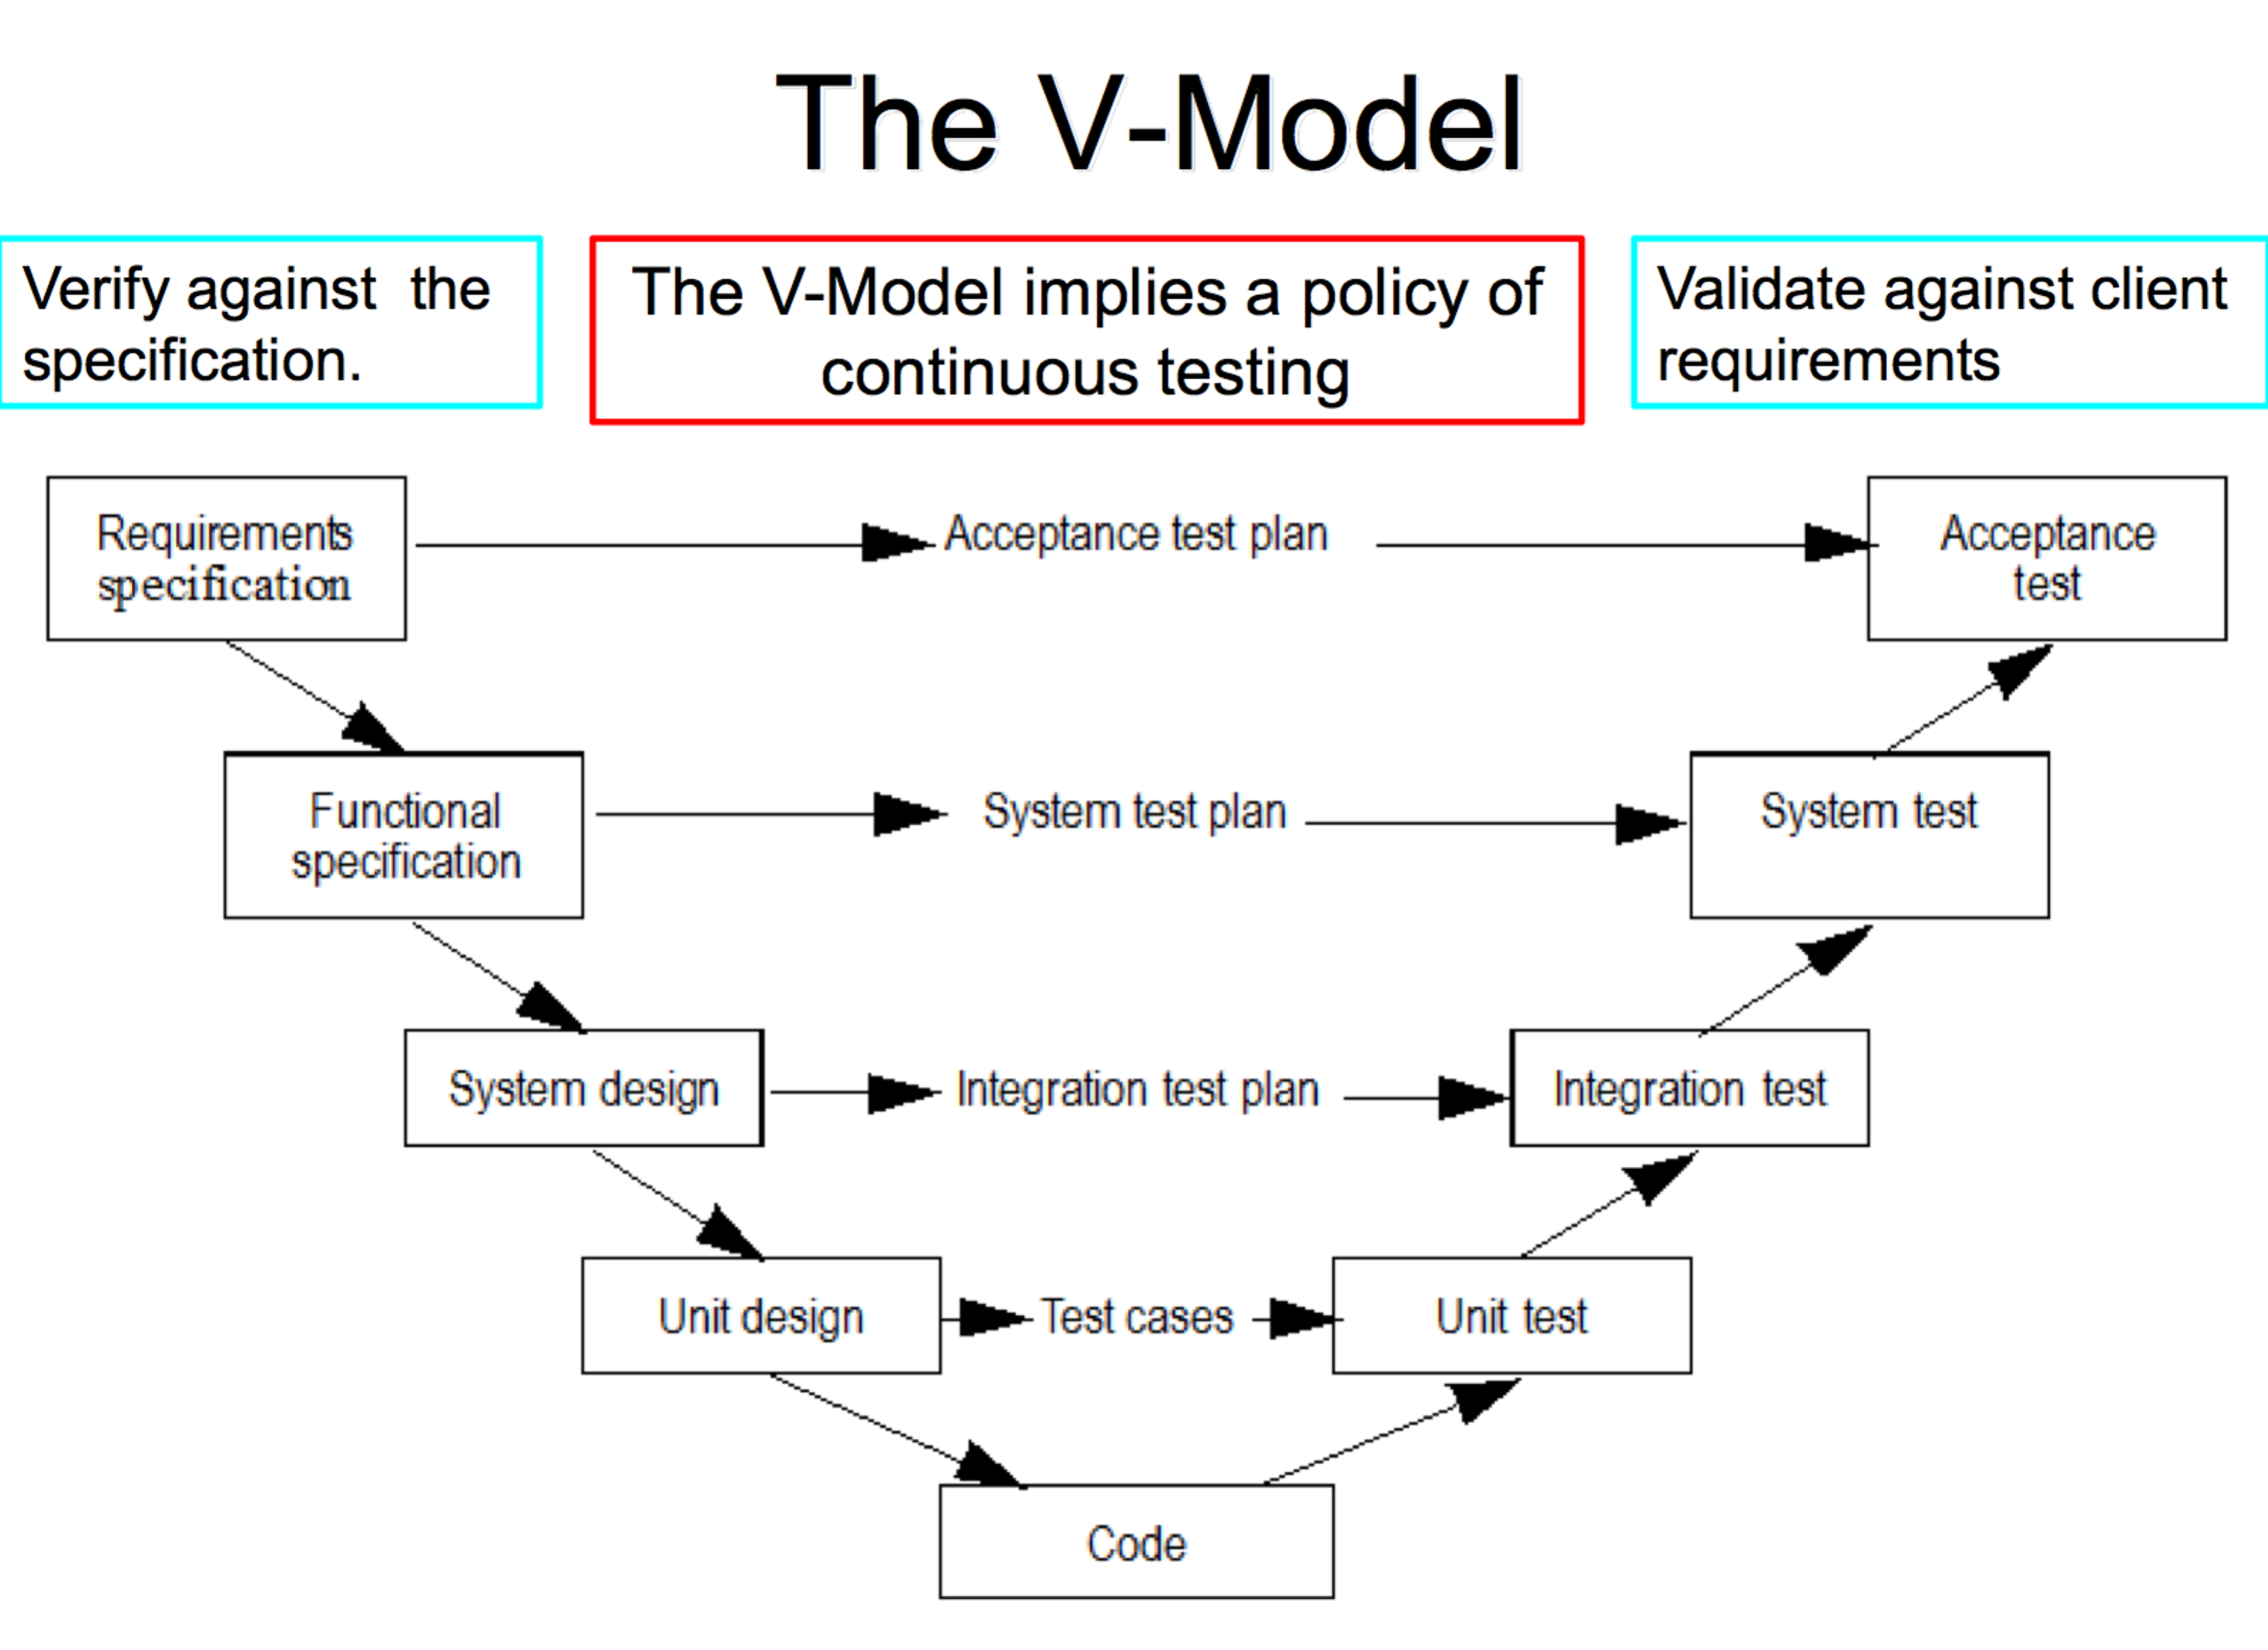 The V-Model
Verify against the
specification.
The V-Model implies a policy of
continuous testing
Validate against client
requirements
Requirements
specification
Acceptance test plan
Acceptance
test
Functional
specification
System test plan
System test
System design
Integration test plan
Integration test
Unit design
Test cases
Unit test
Code